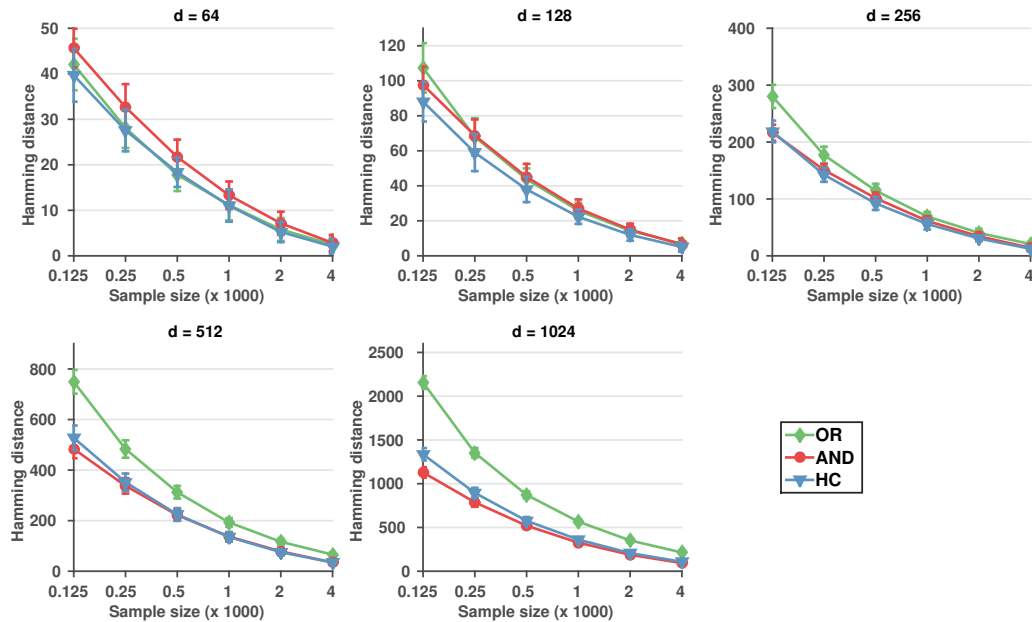 d = 64
50
40
30
20
10
0
Hamming distance
0.125 0.25 0.5 1 2 4
Sample size (x 1000)
d = 128
120
100
80
60
40
20
0
Hamming distance
0.125 0.25 0.5 1 2 4
Sample size (x 1000)
d = 256
400
300
200
100
0
Hamming distance
0.125 0.25 0.5 1 2 4
Sample size (x 1000)
d = 512
800
600
400
200
0
Hamming distance
0.125 0.25 0.5 1 2 4
Sample size (x 1000)
d = 1024
2500
2000
1500
1000
500
0
Hamming distance
0.125 0.25 0.5 1 2 4
Sample size (x 1000)
OR
AND
HC